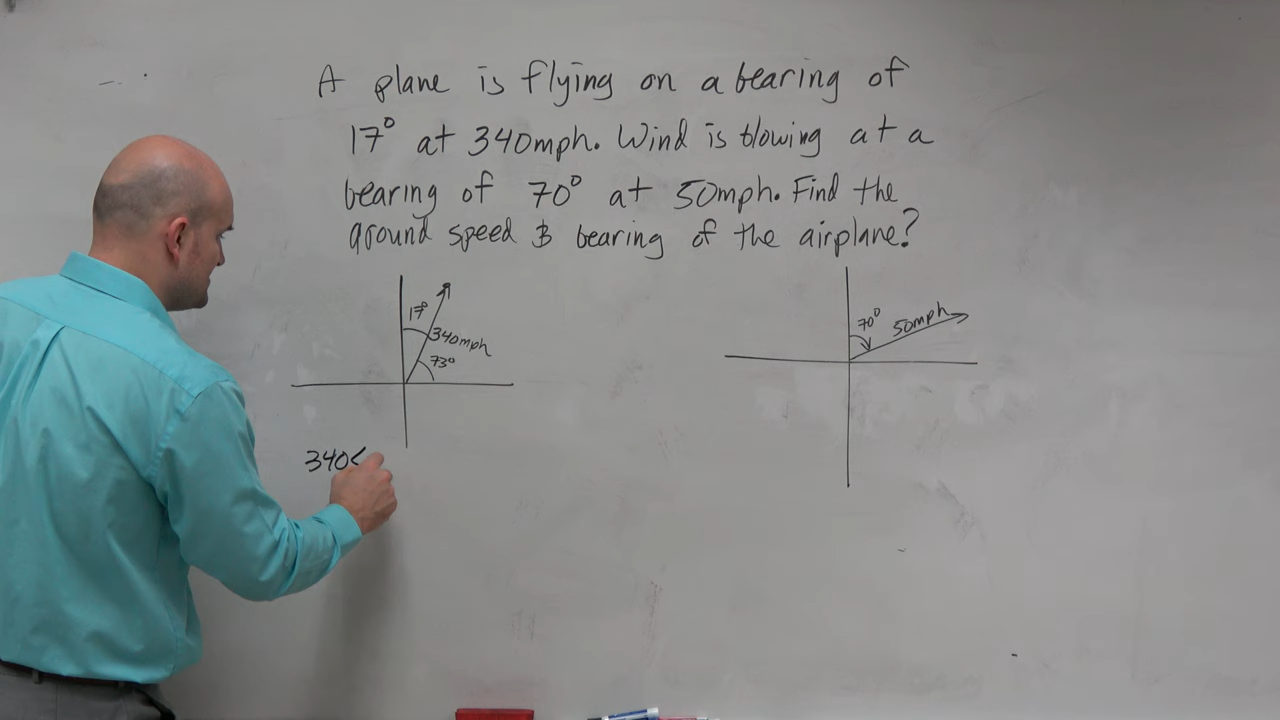 A plane is flying on a bearing of
17° at 340mph. Wind is blowing at a
bearing of 70° at 50mph. Find the
ground speed & bearing of the airplane?
17°
340mph
73°
70°
50mph
340<